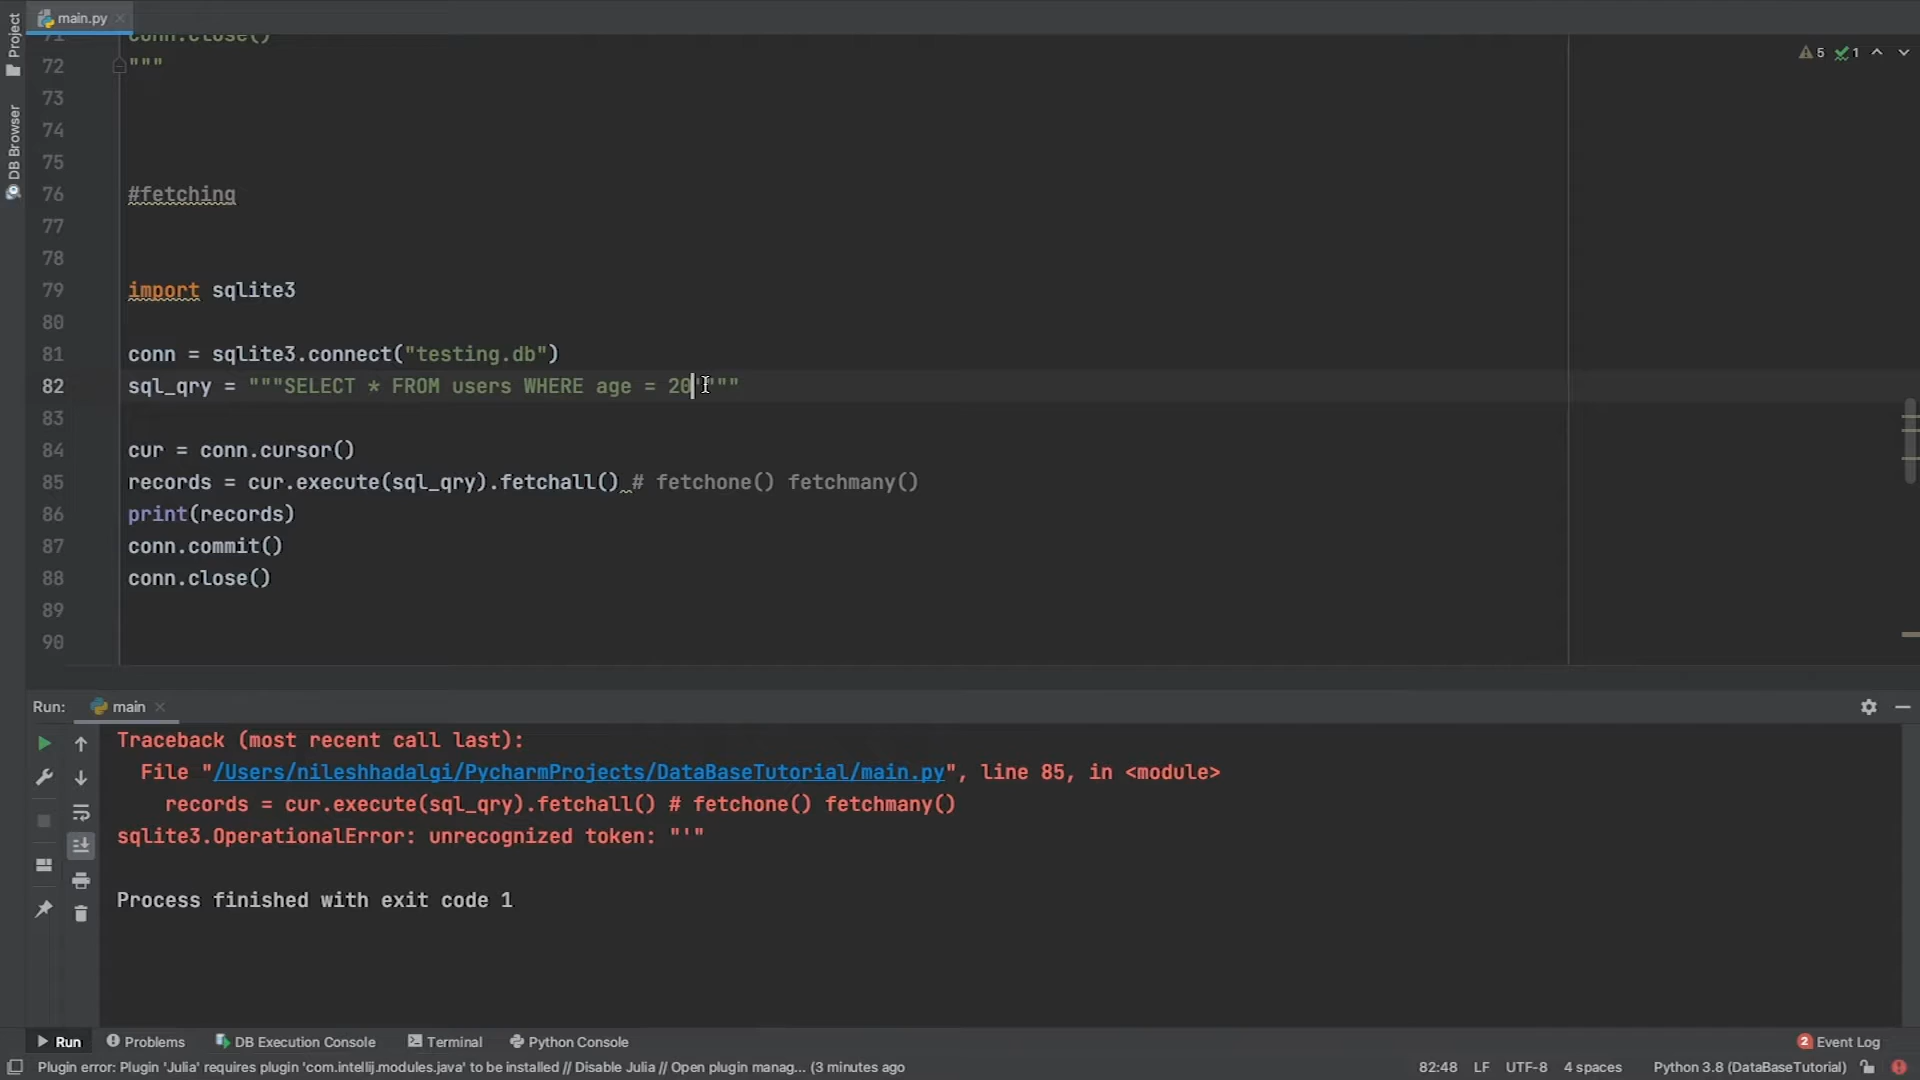 main.py
Project
DB Browser
71 conn.close()
72 """
5 1
73
74
75
76 #fetching
77
78
79 import sqlite3
80
81 conn = sqlite3.connect("testing.db")
82 sql_qry = """SELECT * FROM users WHERE age = 20'"""
83
84 cur = conn.cursor()
85 records = cur.execute(sql_qry).fetchall() # fetchone() fetchmany()
86 print(records)
87 conn.commit()
88 conn.close()
89
90
Run: main
Traceback (most recent call last):
File "/Users/nileshhadalgi/PycharmProjects/DataBaseTutorial/main.py", line 85, in <module>
records = cur.execute(sql_qry).fetchall() # fetchone() fetchmany()
sqlite3.OperationalError: unrecognized token: "'"
Process finished with exit code 1
Run Problems DB Execution Console Terminal Python Console 2 Event Log
Plugin error: Plugin 'Julia' requires plugin 'com.intellij.modules.java' to be installed // Disable Julia // Open plugin manag... (3 minutes ago 82:48 LF UTF-8 4 spaces Python 3.8 (DataBaseTutorial)